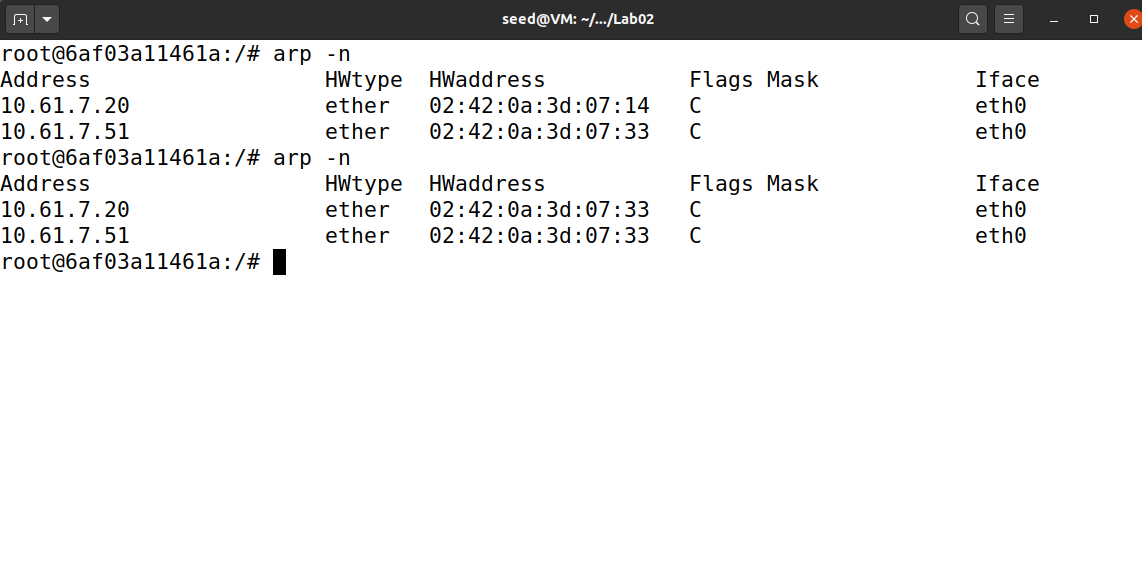 seed@VM: ~/.../Lab02
root@6af03a11461a:/# arp -n
Address HWtype HWaddress Flags Mask Iface
10.61.7.20 ether 02:42:0a:3d:07:14 C eth0
10.61.7.51 ether 02:42:0a:3d:07:33 C eth0
root@6af03a11461a:/# arp -n
Address HWtype HWaddress Flags Mask Iface
10.61.7.20 ether 02:42:0a:3d:07:33 C eth0
10.61.7.51 ether 02:42:0a:3d:07:33 C eth0
root@6af03a11461a:/#